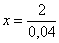 x = 2/0,04